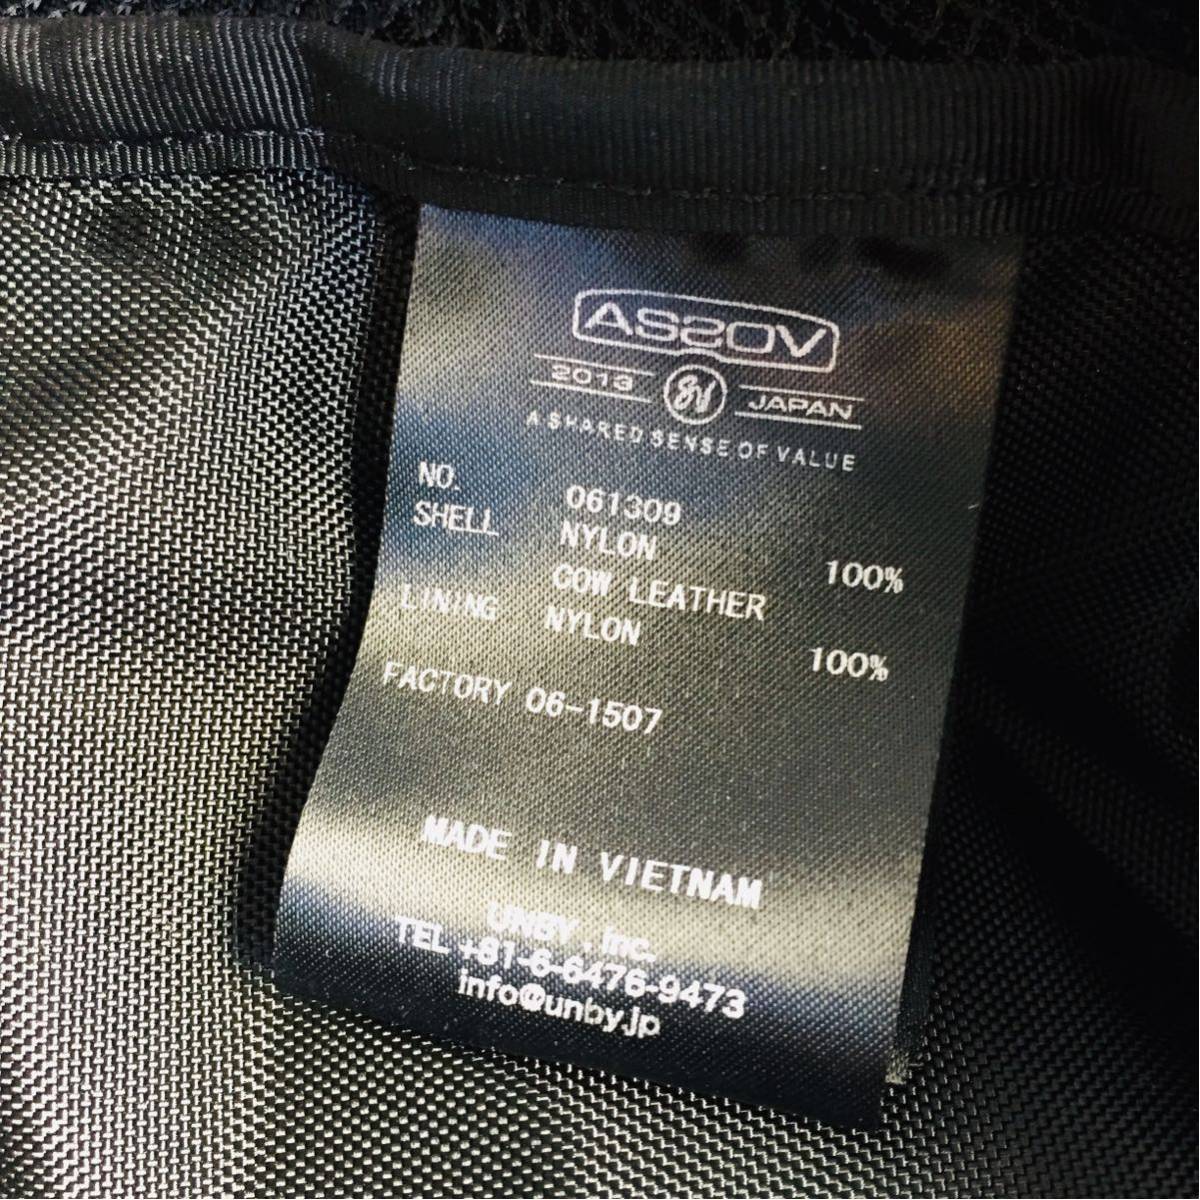 ASSOV
2013 JAPAN
A SHARED SENSE OF VALUE
NO. 061309
SHELL NYLON 100%
COW LEATHER
LINING NYLON 100%
FACTORY 06-1507
MADE IN VIETNAM
UNBY , inc.
TEL +81-6-6476-9473
info@unby.jp